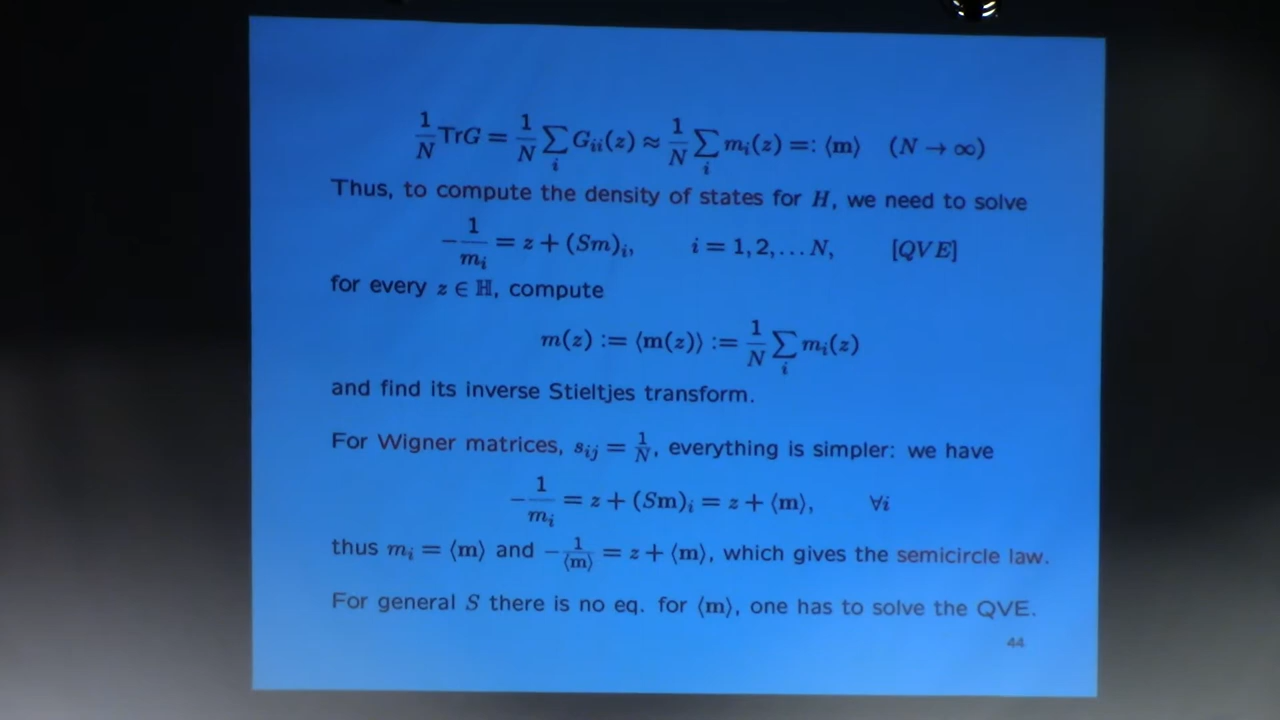 1/N TrG = 1/N ∑_i G_ii(z) ≈ 1/N ∑_i m_i(z) =: ⟨m⟩ (N → ∞)
Thus, to compute the density of states for H, we need to solve
−1/m_i = z + (Sm)_i, i = 1, 2, ... N, [QVE]
for every z ∈ ℍ, compute
m(z) := ⟨m(z)⟩ := 1/N ∑_i m_i(z)
and find its inverse Stieltjes transform.
For Wigner matrices, s_ij = 1/N, everything is simpler: we have
−1/m_i = z + (Sm)_i = z + ⟨m⟩, ∀i
thus m_i = ⟨m⟩ and −1/⟨m⟩ = z + ⟨m⟩, which gives the semicircle law.
For general S there is no eq. for ⟨m⟩, one has to solve the QVE.
44